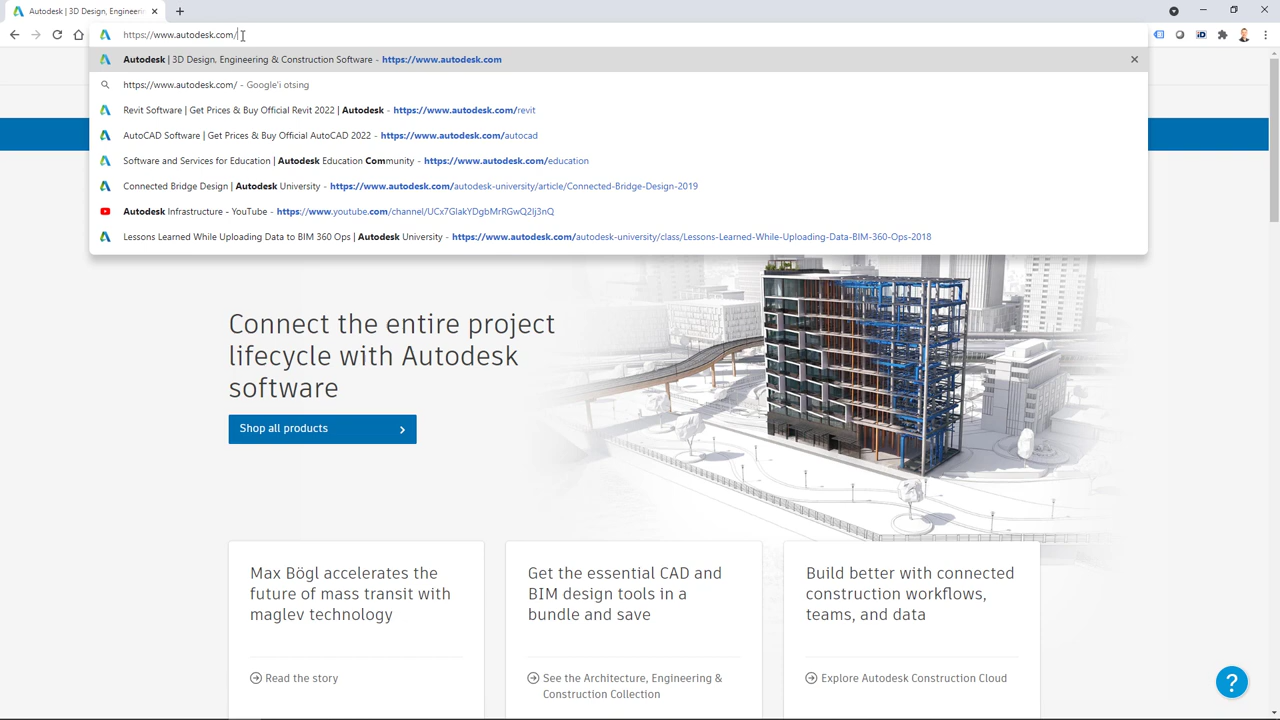 Autodesk | 3D Design, Engineerin
https://www.autodesk.com/
iD
Autodesk | 3D Design, Engineering & Construction Software - https://www.autodesk.com
https://www.autodesk.com/ - Google'i otsing
Revit Software | Get Prices & Buy Official Revit 2022 | Autodesk - https://www.autodesk.com/revit
AutoCAD Software | Get Prices & Buy Official AutoCAD 2022 - https://www.autodesk.com/autocad
Software and Services for Education | Autodesk Education Community - https://www.autodesk.com/education
Connected Bridge Design | Autodesk University - https://www.autodesk.com/autodesk-university/article/Connected-Bridge-Design-2019
Autodesk Infrastructure - YouTube - https://www.youtube.com/channel/UCx7GlakYDgbMrRGwQ2Ij3nQ
Lessons Learned While Uploading Data to BIM 360 Ops | Autodesk University - https://www.autodesk.com/autodesk-university/class/Lessons-Learned-While-Uploading-Data-BIM-360-Ops-2018
Connect the entire project
lifecycle with Autodesk
software
Shop all products
Max Bögl accelerates the
future of mass transit with
maglev technology
Read the story
Get the essential CAD and
BIM design tools in a
bundle and save
See the Architecture, Engineering &
Construction Collection
Build better with connected
construction workflows,
teams, and data
Explore Autodesk Construction Cloud
?